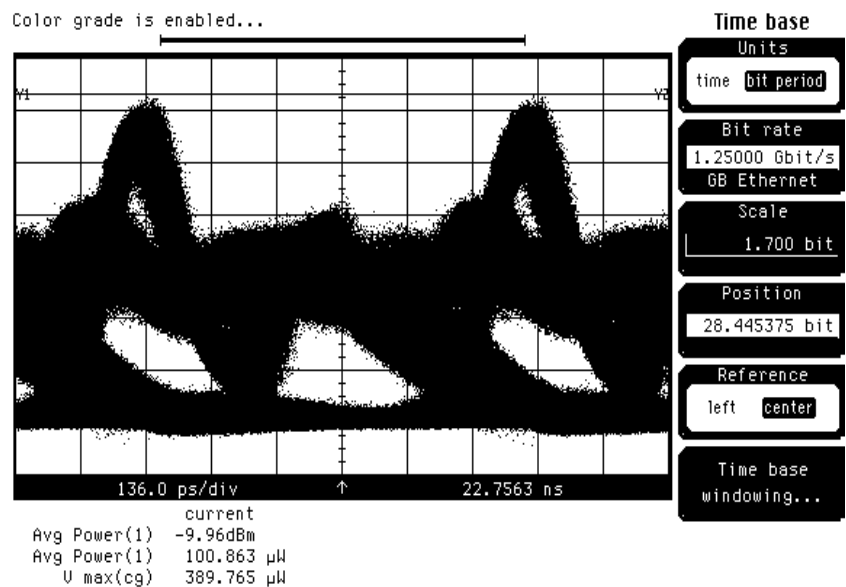 Color grade is enabled...
Time base
Units
time bit period
Bit rate
1.25000 Gbit/s
GB Ethernet
Scale
1.700 bit
Position
28.445375 bit
Reference
left center
Time base
windowing...
Y1
Y2
136.0 ps/div ↑ 22.7563 ns
current
Avg Power(1) -9.96dBm
Avg Power(1) 100.863 µW
V max(cg) 389.765 µW